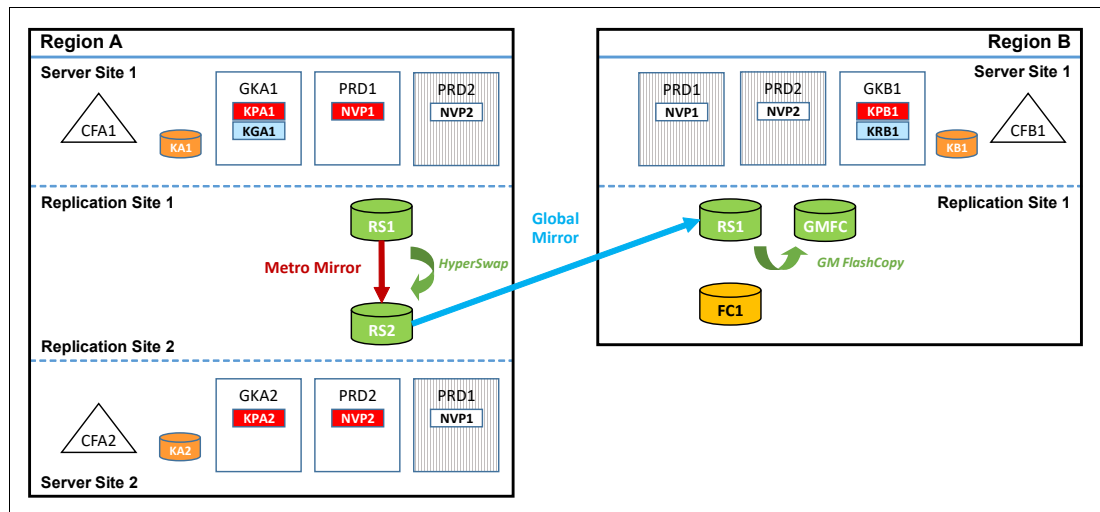 Region A
Server Site 1
CFA1
KA1
GKA1
KPA1
KGA1
PRD1
NVP1
PRD2
NVP2
Replication Site 1
RS1
Metro Mirror
HyperSwap
RS2
Replication Site 2
CFA2
KA2
GKA2
KPA2
PRD2
NVP2
PRD1
NVP1
Server Site 2
Global
Mirror
Region B
Server Site 1
PRD1
NVP1
PRD2
NVP2
GKB1
KPB1
KRB1
KB1
CFB1
Replication Site 1
RS1
GMFC
GM FlashCopy
FC1